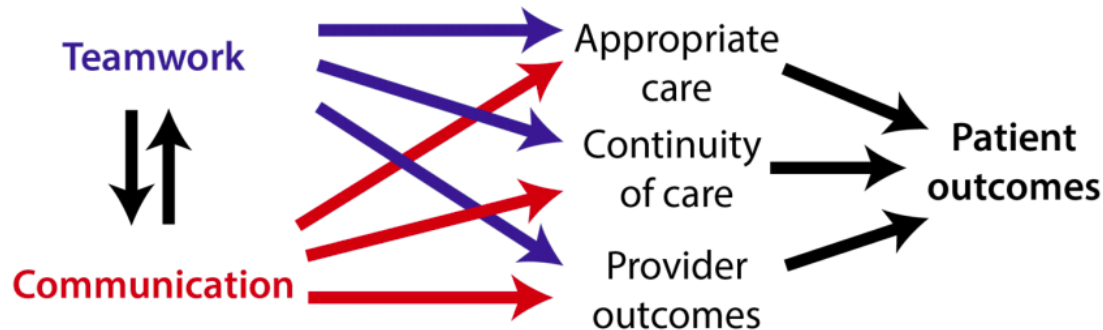 Teamwork
Communication
Appropriate
care
Continuity
of care
Provider
outcomes
Patient
outcomes